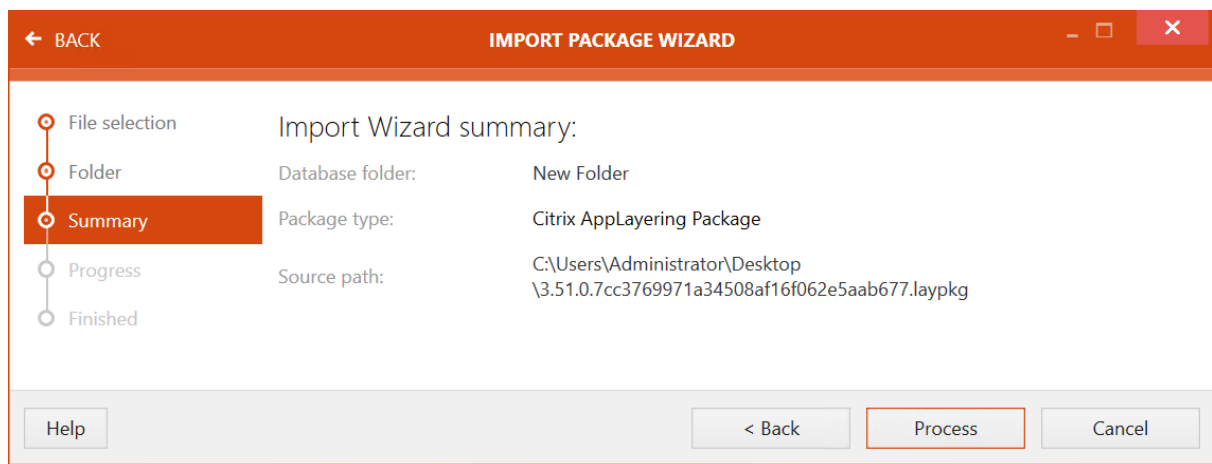 BACK
IMPORT PACKAGE WIZARD
File selection
Folder
Summary
Progress
Finished
Import Wizard summary:
Database folder: New Folder
Package type: Citrix AppLayering Package
Source path: C:\Users\Administrator\Desktop
\3.51.0.7cc3769971a34508af16f062e5aab677.laypkg
Help
< Back
Process
Cancel